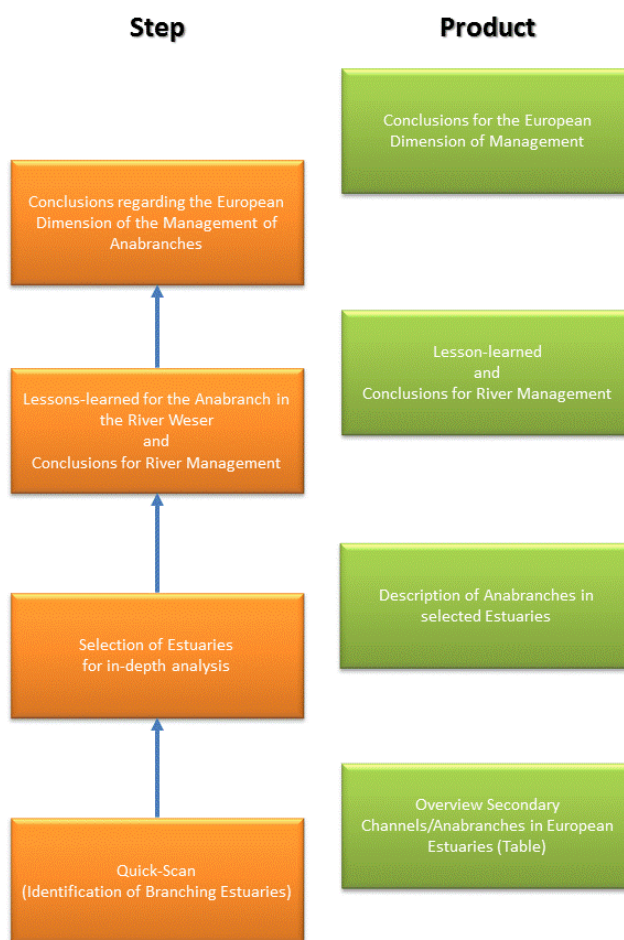 Step
Product
Conclusions for the European
Dimension of Management
Conclusions regarding the European
Dimension of the Management of
Anabranches
Lesson-learned
and
Conclusions for River Management
Lessons-learned for the Anabranch in
the River Weser
and
Conclusions for River Management
Description of Anabranches in
selected Estuaries
Selection of Estuaries
for in-depth analysis
Overview Secondary
Channels/Anabranches in European
Estuaries (Table)
Quick-Scan
(Identification of Branching Estuaries)